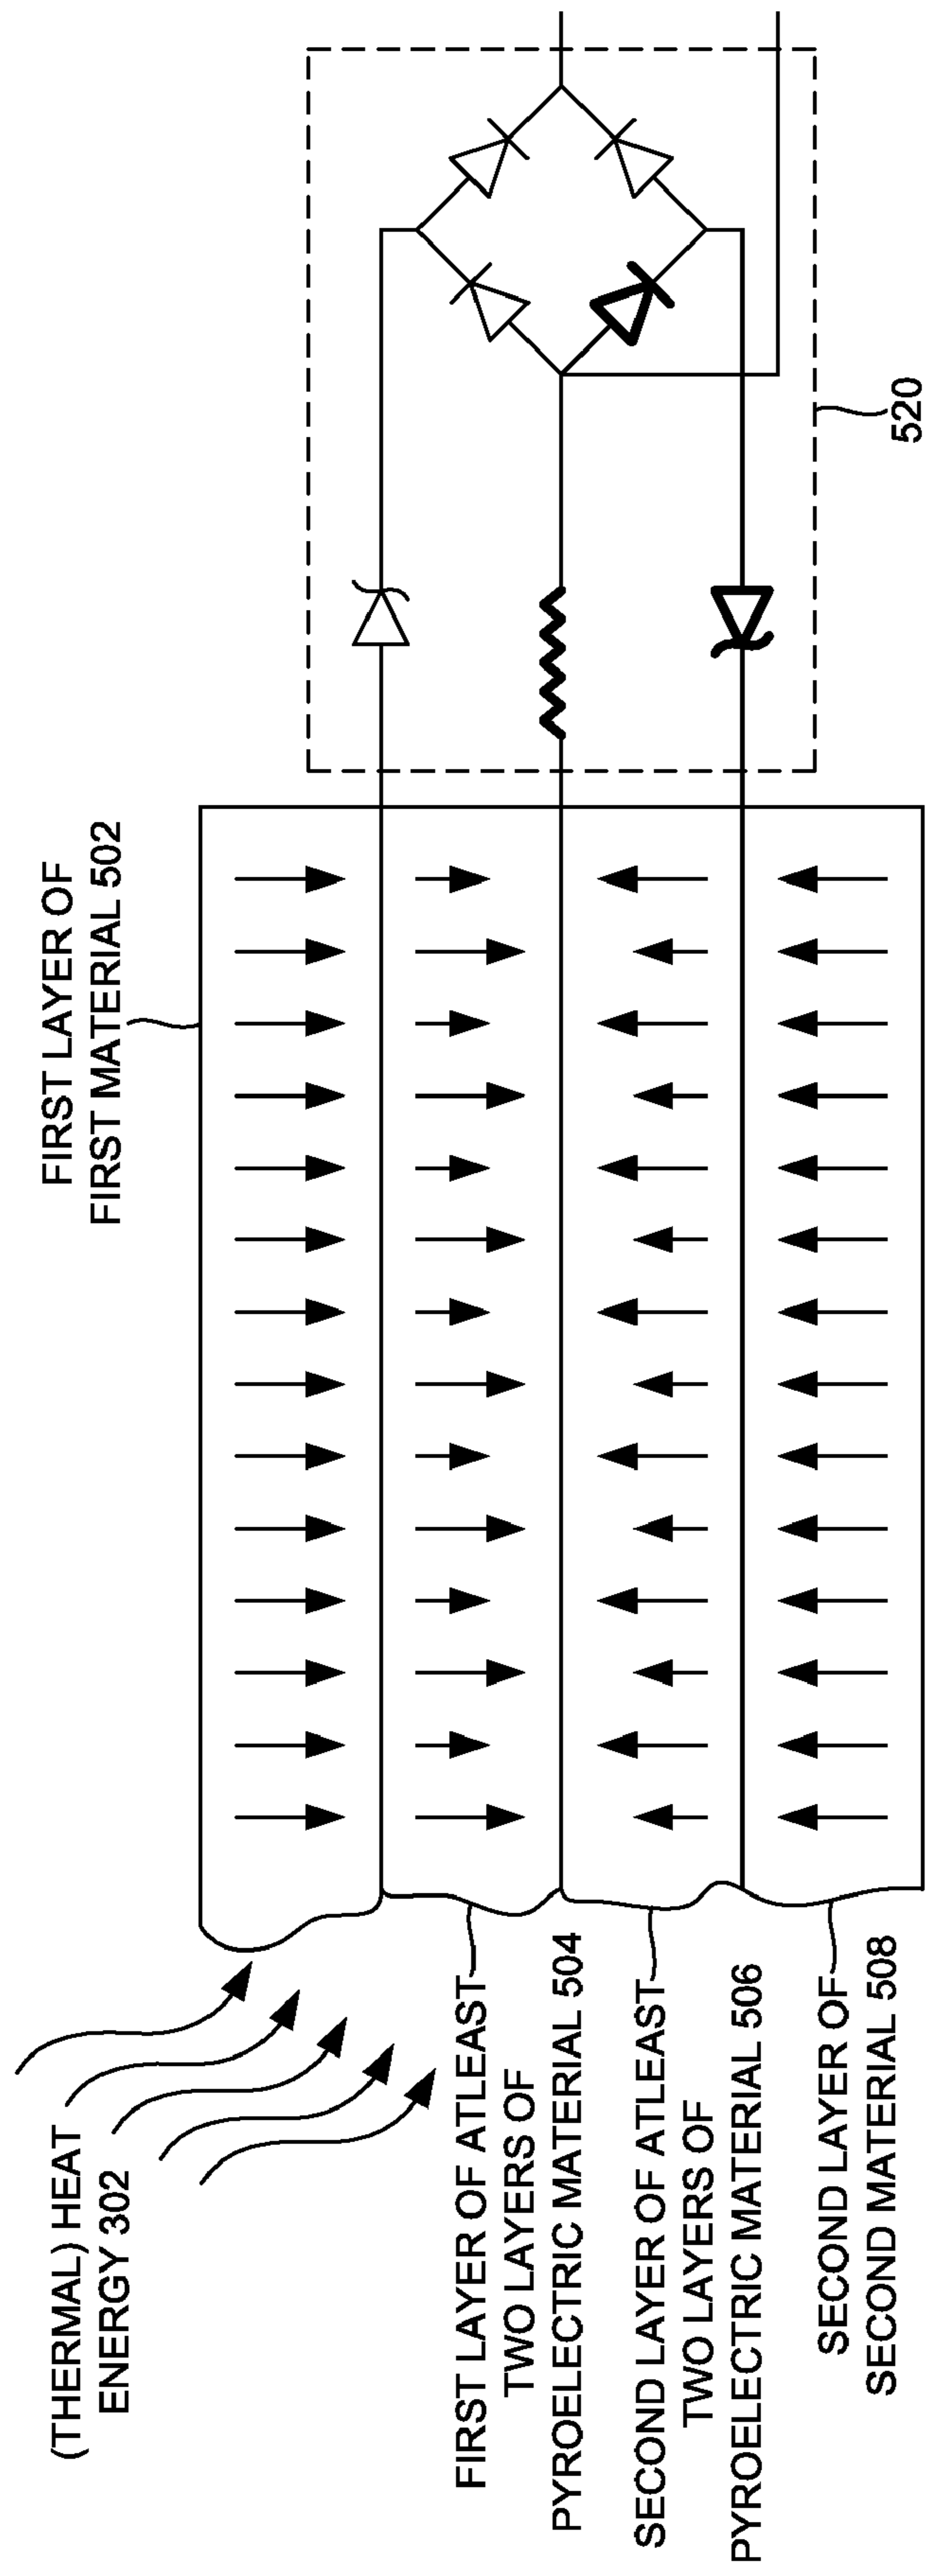 FIRST LAYER OF
FIRST MATERIAL 502
(THERMAL) HEAT
ENERGY 302
FIRST LAYER OF ATLEAST
TWO LAYERS OF
PYROELECTRIC MATERIAL 504
SECOND LAYER OF ATLEAST
TWO LAYERS OF
PYROELECTRIC MATERIAL 506
SECOND LAYER OF
SECOND MATERIAL 508
520